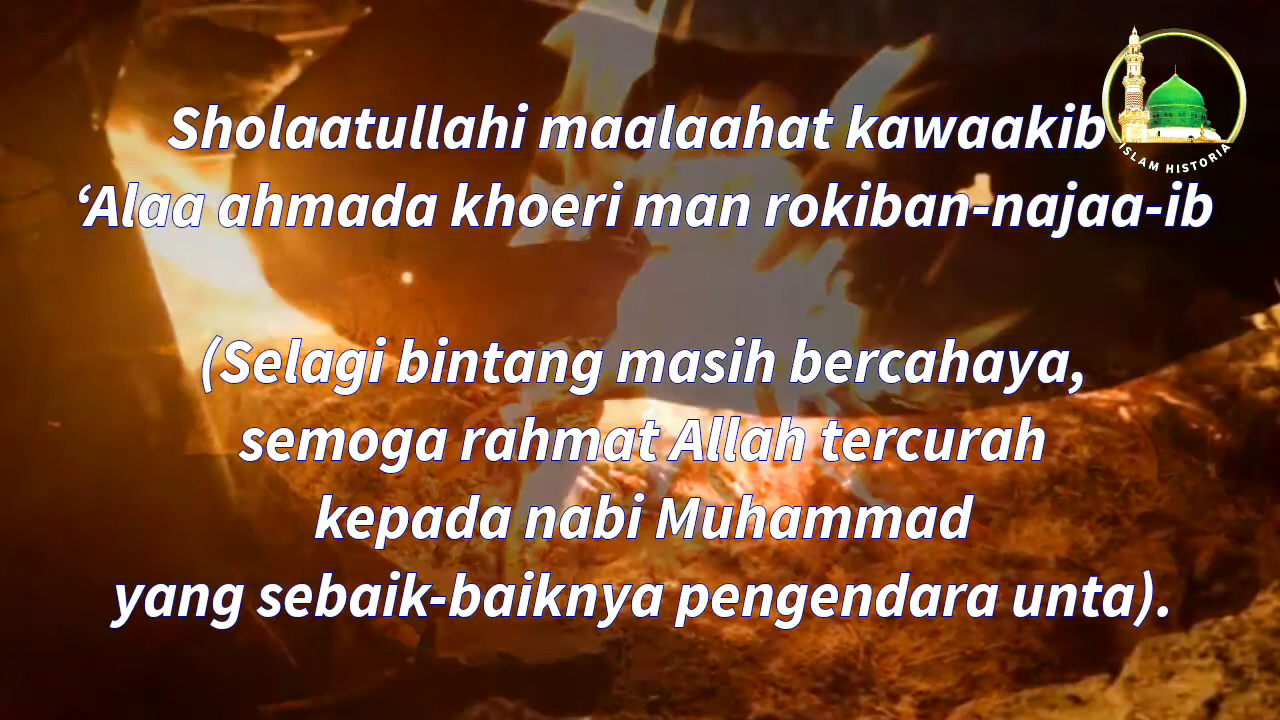 Sholaatullahi maalaahat kawaakib
‘Alaa ahmada khoeri man rokiban-najaa-ib
(Selagi bintang masih bercahaya,
semoga rahmat Allah tercurah
kepada nabi Muhammad
yang sebaik-baiknya pengendara unta).
ISLAM HISTORIA